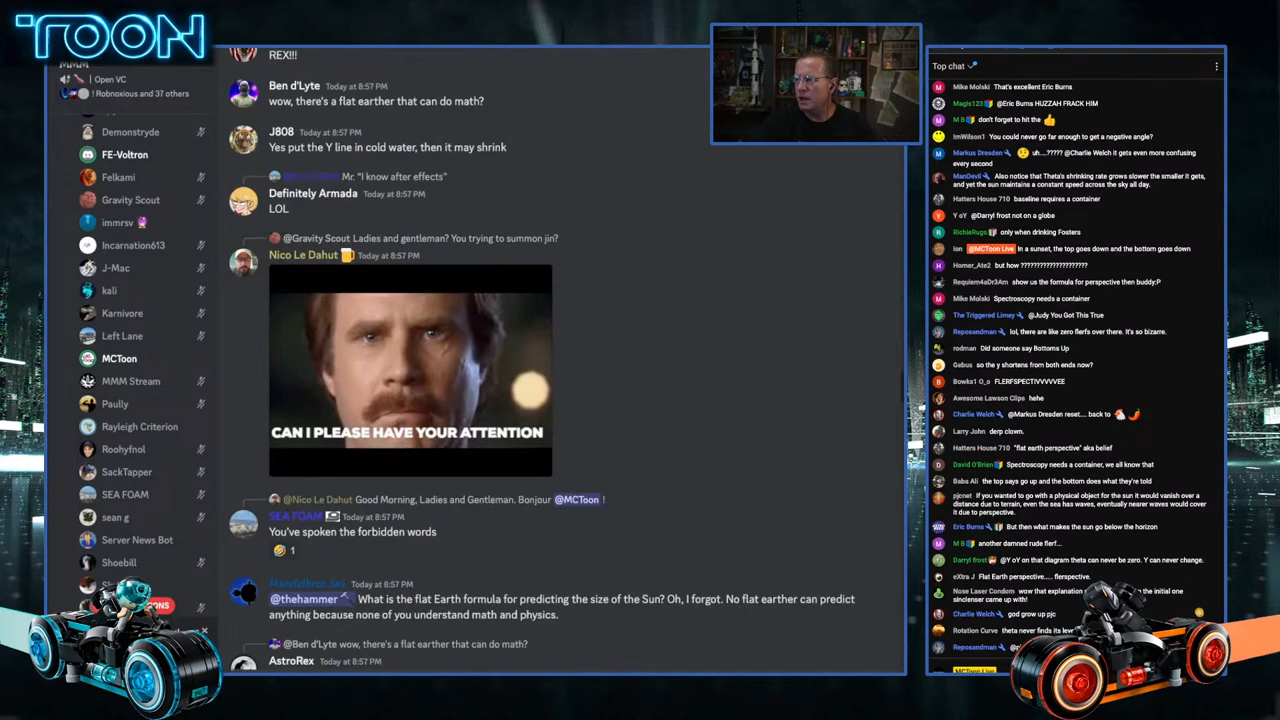 TOON
MMM
| Open VC
! Robnoxious and 37 others
Demonstryde
FE-Voltron
Felkami
Gravity Scout
immrsv
Incarnation613
J-Mac
kali
Karnivore
Left Lane
MCToon
MMM Stream
Paully
Rayleigh Criterion
Roohyfnol
SackTapper
SEA FOAM
sean g
Server News Bot
Shoebill
REX!!!
Ben d'Lyte Today at 8:57 PM
wow, there's a flat earther that can do math?
J808 Today at 8:57 PM
Yes put the Y line in cold water, then it may shrink
Mr. "I know after effects"
Definitely Armada Today at 8:57 PM
LOL
@Gravity Scout Ladies and gentleman? You trying to summon jin?
Nico Le Dahut Today at 8:57 PM
CAN I PLEASE HAVE YOUR ATTENTION
@Nico Le Dahut Good Morning, Ladies and Gentleman. Bonjour @MCToon !
SEA FOAM Today at 8:57 PM
You've spoken the forbidden words
1
Mandelbrot Set Today at 8:57 PM
@thehammer What is the flat Earth formula for predicting the size of the Sun? Oh, I forgot. No flat earther can predict
anything because none of you understand math and physics.
@Ben d'Lyte wow, there's a flat earther that can do math?
AstroRex Today at 8:57 PM
Top chat
Mike Molski That's excellent Eric Burns
Magis123 @Eric Burns HUZZAH FRACK HIM
M B don't forget to hit the
ImWilson1 You could never go far enough to get a negative angle?
Markus Dresden uh....????? @Charlie Welch it gets even more confusing
every second
ManDevil Also notice that Theta's shrinking rate grows slower the smaller it gets,
and yet the sun maintains a constant speed across the sky all day.
Hatters House 710 baseline requires a container
Y oY @Darryl frost not on a globe
RichieRugs only when drinking Fosters
Ion @MCToon Live In a sunset, the top goes down and the bottom goes down
Homer_Ate2 but how ????????????????????
Requiem4aDr3Am show us the formula for perspective then buddy:P
Mike Molski Spectroscopy needs a container
The Triggered Limey @Judy You Got This True
Reposandman lol, there are like zero flerfs over there. It's so bizarre.
rodman Did someone say Bottoms Up
Gebus so the y shortens from both ends now?
Bowks1 O_o FLERFSPECTIVVVVVEE
Awesome Lawson Clips hehe
Charlie Welch @Markus Dresden reset.... back to
Larry John derp clown.
Hatters House 710 "flat earth perspective" aka belief
David O'Brien Spectroscopy needs a container, we all know that
Baba Ali the top says go up and the bottom does what they're told
pjcnet If you wanted to go with a physical object for the sun it would vanish over a
distance due to terrain, even the sea has waves, eventually nearer waves would cover
it due to perspective.
Eric Burns But then what makes the sun go below the horizon
M B another damned rude flerf...
Darryl frost @Y oY on that diagram theta can never be zero. Y can never change.
eXtra J Flat Earth perspective..... flerspective.
Nose Laser Condom wow that explanation
the initial one
sinclenser came up with!
Charlie Welch god grow up pjc
Rotation Curve theta never finds its
Reposandman
MCToon Live